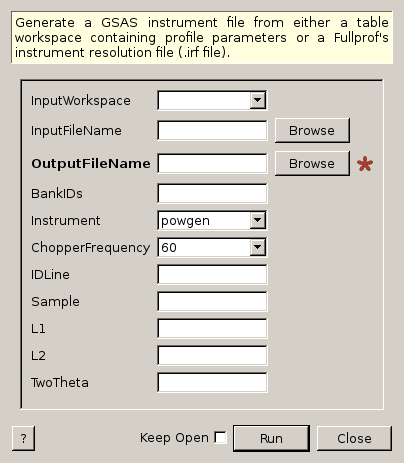 Generate a GSAS instrument file from either a table
workspace containing profile parameters or a Fullprof's
instrument resolution file (.irf file).
InputWorkspace
InputFileName Browse
OutputFileName Browse *
BankIDs
Instrument powgen
ChopperFrequency 60
IDLine
Sample
L1
L2
TwoTheta
? Keep Open Run Close